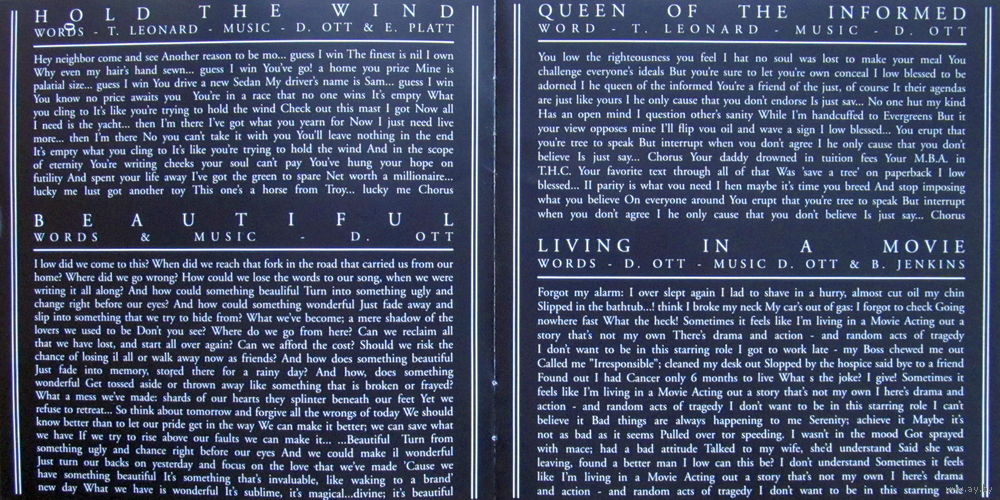 HOLD THE WIND
WORDS - T. LEONARD - MUSIC - D. OTT & E. PLATT
Hey neighbor come and see Another reason to be mo... guess I win The finest is nil I own
Why even my hair's hand sewn... guess I win You've go! a home you prize Mine is
palatial size... guess I win You drive a new Sedan My driver's name is Sam... guess I win
You know no price awaits you You're in a race that no one wins It's empty What
you cling to It's like you're trying to hold the wind Check out this mast I got Now all
I need is the yacht... then I'm there I've got what you yearn for Now I just need live
more... then I'm there No you can't take it with you You'll leave nothing in the end
It's empty what you cling to It's like you're trying to hold the wind And in the scope
of eternity You're writing cheeks your soul can't pay You've hung your hope on
futility And spent your life away I've got the green to spare Net worth a millionaire...
lucky me lust got another toy This one's a horse from Troy... lucky me Chorus
BEAUTIFUL
WORDS & MUSIC - D. OTT
I low did we come to this? When did we reach that fork in the road that carried us from our
home? Where did we go wrong? How could we lose the words to our song, when we were
writing it all along? And how could something beauliful Turn into something ugly and
change right before our eyes? And how could something wonderful Just fade away and
slip into something that we try to hide from? What we've become; a mere shadow of the
lovers we used to be Don't you see? Where do we go from here? Can we reclaim all
that we have lost, and start all over again? Can we afford the cost? Should we risk the
chance of losing il all or walk away now as friends? And how does something beautiful
Just fade into memory, stored there for a rainy day? And how, does something
wonderful Get tossed aside or thrown away like something that is broken or frayed?
What a mess we've made: shards of our hearts they splinter beneath our feet Yet we
refuse to retreat... So think about tomorrow and forgive all the wrongs of today We should
know better than to let our pride get in the way We can make it better; we can save what
we have If we try to rise above our faults we can make it... ...Beautiful Turn from
something ugly and chance right before our eyes And we could make il wonderful
Just turn our backs on yesterday and focus on the love that we've made 'Cause we
have something beautiful It's something that's invaluable, like waking to a brand'
new day What we have is wonderful It's sublime, it's magical...divine; it's beautiful
QUEEN OF THE INFORMED
WORD - T. LEONARD - MUSIC - D. OTT
You low the righteousness you feel I hat no soul was lost to make your meal You
challenge everyone's ideals But you're sure to let you're own conceal I low blessed to be
adorned I he queen of the informed You're a friend of the just, of course It their agendas
are just like yours I he only cause that you don't endorse Is just say... No one hut my kind
Has an open mind I question other's sanity While I'm handcuffed to Evergreens But it
your view opposes mine I'll flip you oil and wave a sign I low blessed... You erupt that
you're tree to speak But interrupt when vou don't agree I he only cause that you don't
believe Is just say... Chorus Your daddy drowned in tuition fees Your M.B.A. in
T.H.C. Your favorite text through all of that Was 'save a tree' on paperback I low
blessed... II parity is what vou need I hen maybe it's time you breed And stop imposing
what you believe On everyone around You erupt that you're tree to speak But interrupt
when you don't agree I he only cause that you don't believe Is just say... Chorus
LIVING IN A MOVIE
WORDS - D. OTT - MUSIC D. OTT & B. JENKINS
Forgot my alarm: I over slept again I lad to shave in a hurry, almost cut oil my chin
Slipped in the bathtub...! think I broke my neck My car's out of gas: I forgot to check Going
nowhere fast What the heck! Sometimes it feels like I'm living in a Movie Acting out a
story that's not my own There's drama and action - and random acts of tragedy
I don't want to be in this starring role I got to work late - my Boss chewed me out
Called me "Irresponsible"; cleaned my desk out Slopped by the hospice said bye to a friend
Found out I had Cancer only 6 months to live What s the joke? I give! Sometimes it
feels like I'm living in a Movie Acting out a story that's not my own I here's drama and
action - and random acts of tragedy I don't want to be in this starring role I can't
believe it Bad things are always happening to me Serenity; achieve it Maybe it's
not as bad as it seems Pulled over tor speeding. I wasn't in the mood Got sprayed
with mace; had a bad attitude Talked to my wife, she'd understand Said she was
leaving, found a better man I low can this be? I don't understand Sometimes it feels
like I'm living in a Movie Acting out a story that's not my own I here's drama
and action - and random acts of tragedy I don't want to be in this starring role